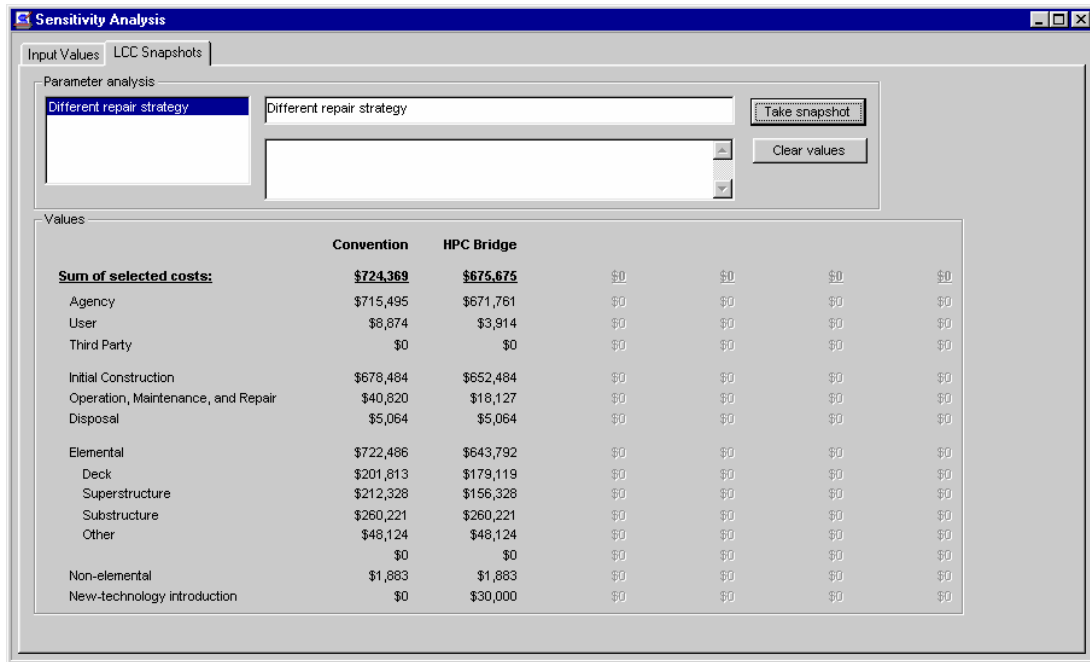 Sensitivity Analysis
Input Values LCC Snapshots
Parameter analysis
Different repair strategy Different repair strategy Take snapshot
Clear values
Values
Convention HPC Bridge
Sum of selected costs: $724,369 $675,675 $0 $0 $0 $0
Agency $715,495 $671,761 $0 $0 $0 $0
User $8,874 $3,914 $0 $0 $0 $0
Third Party $0 $0 $0 $0 $0 $0
Initial Construction $678,484 $652,484 $0 $0 $0 $0
Operation, Maintenance, and Repair $40,820 $18,127 $0 $0 $0 $0
Disposal $5,064 $5,064 $0 $0 $0 $0
Elemental $722,486 $643,792 $0 $0 $0 $0
Deck $201,813 $179,119 $0 $0 $0 $0
Superstructure $212,328 $156,328 $0 $0 $0 $0
Substructure $260,221 $260,221 $0 $0 $0 $0
Other $48,124 $48,124 $0 $0 $0 $0
$0 $0 $0 $0 $0 $0
Non-elemental $1,883 $1,883 $0 $0 $0 $0
New-technology introduction $0 $30,000 $0 $0 $0 $0